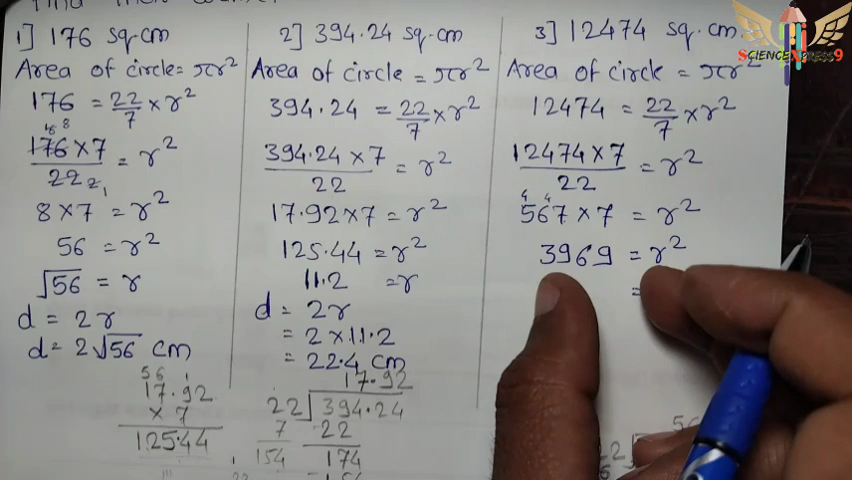 1] 176 sq.cm
Area of circle = πr²
176 = 22/7 × r²
176 × 7 / 22 = r²
8 × 7 = r²
56 = r²
√56 = r
d = 2r
d = 2√56 cm
17.92
× 7
125.44
2] 394.24 sq.cm
Area of circle = πr²
394.24 = 22/7 × r²
394.24 × 7 / 22 = r²
17.92 × 7 = r²
125.44 = r²
11.2 = r
d = 2r
= 2 × 11.2
= 22.4 cm
17.92
22 394.24
7 22
154 174
3] 12474 sq.cm.
Area of circle = πr²
12474 = 22/7 × r²
12474 × 7 / 22 = r²
567 × 7 = r²
3969 = r²
=
56